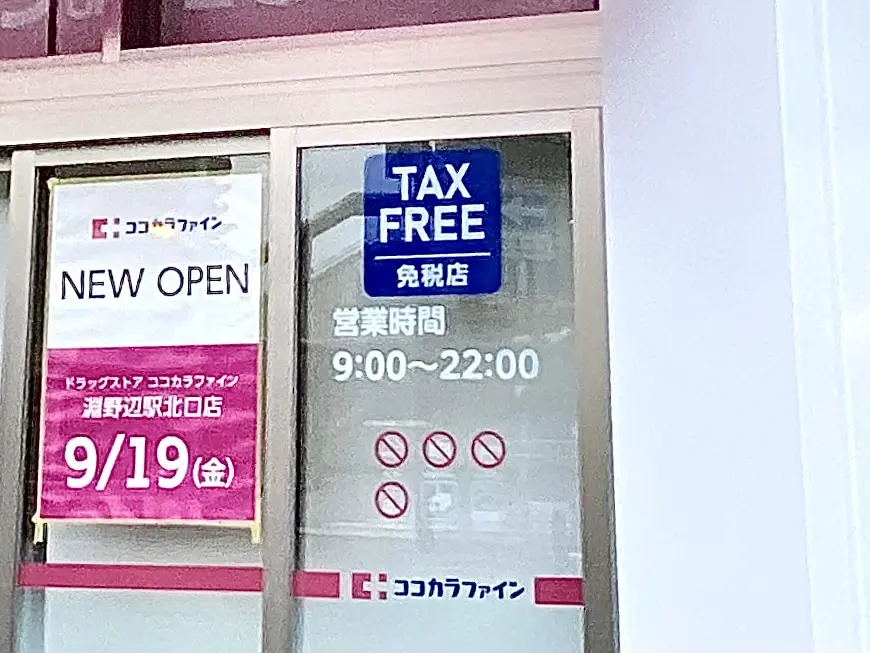 ココカラファイン
NEW OPEN
ドラッグストア ココカラファイン
淵野辺駅北口店
9/19(金)
TAX
FREE
免税店
営業時間
9:00～22:00
ココカラファイン